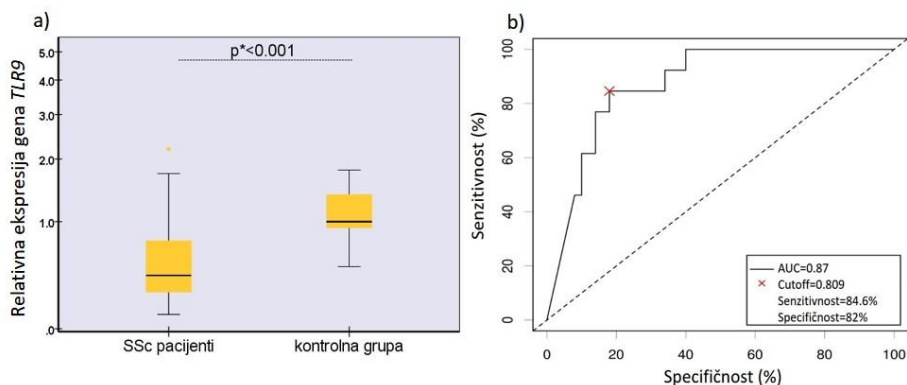 a)
Relativna ekspresija gena TLR9
5.0
4.0
3.0
2.0
1.0
.0
p*<0.001
SSc pacijenti
kontrolna grupa
b)
Senzitivnost (%)
100
80
60
40
20
0
0 20 40 60 80 100
Specifičnost (%)
AUC=0.87
Cutoff=0.809
Senzitivnost=84.6%
Specifičnost=82%